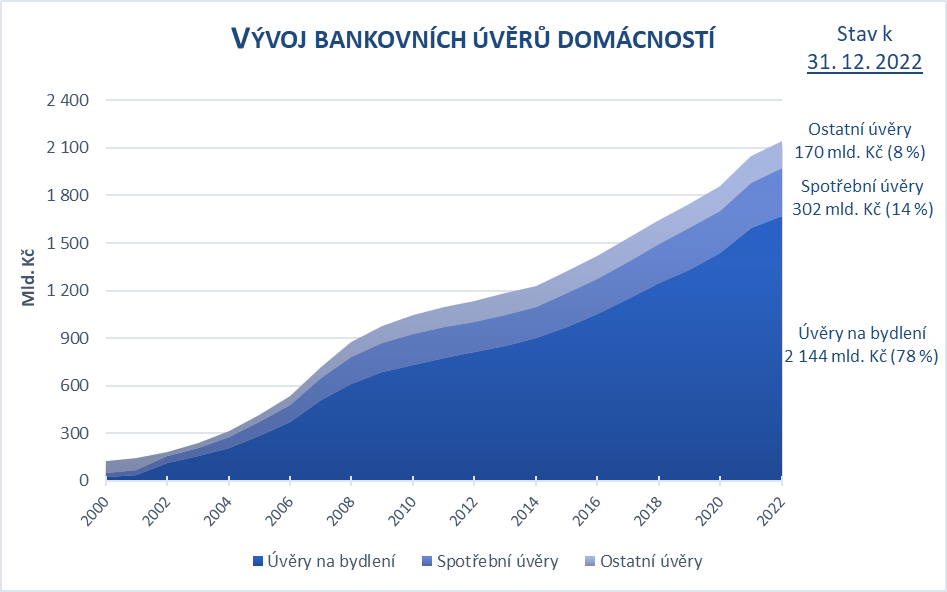 VÝVOJ BANKOVNÍCH ÚVĚRŮ DOMÁCNOSTÍ
Stav k
31. 12. 2022
Mld. Kč
2 400
2 100
1 800
1 500
1 200
900
600
300
0
2000
2002
2004
2006
2008
2010
2012
2014
2016
2018
2020
2022
Ostatní úvěry
170 mld. Kč (8 %)
Spotřební úvěry
302 mld. Kč (14 %)
Úvěry na bydlení
2 144 mld. Kč (78 %)
Úvěry na bydlení
Spotřební úvěry
Ostatní úvěry